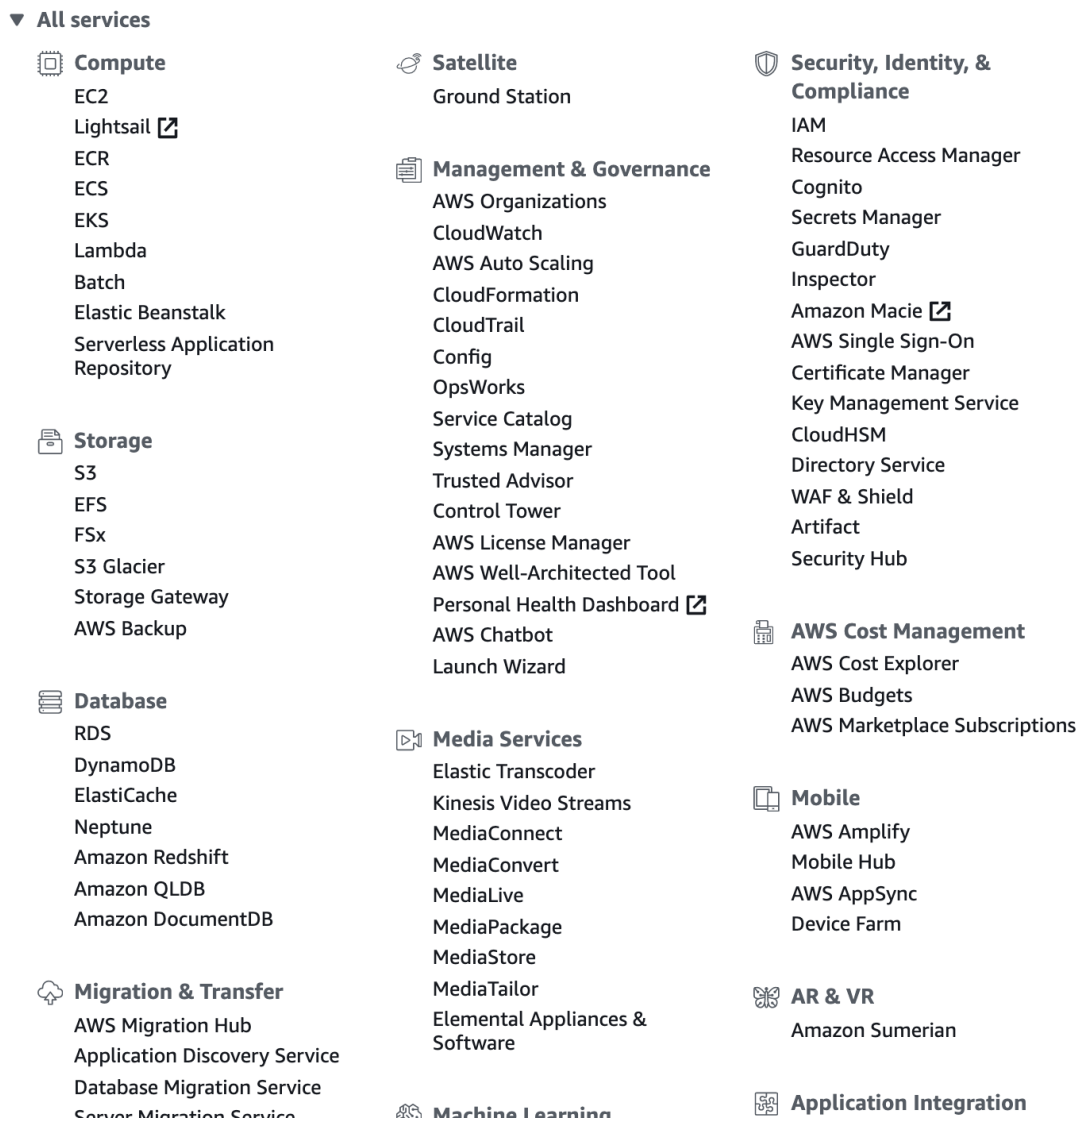 All services
Compute
EC2
Lightsail
ECR
ECS
EKS
Lambda
Batch
Elastic Beanstalk
Serverless Application
Repository
Storage
S3
EFS
FSx
S3 Glacier
Storage Gateway
AWS Backup
Database
RDS
DynamoDB
ElastiCache
Neptune
Amazon Redshift
Amazon QLDB
Amazon DocumentDB
Migration & Transfer
AWS Migration Hub
Application Discovery Service
Database Migration Service
Server Migration Service
Satellite
Ground Station
Management & Governance
AWS Organizations
CloudWatch
AWS Auto Scaling
CloudFormation
CloudTrail
Config
OpsWorks
Service Catalog
Systems Manager
Trusted Advisor
Control Tower
AWS License Manager
AWS Well-Architected Tool
Personal Health Dashboard
AWS Chatbot
Launch Wizard
Media Services
Elastic Transcoder
Kinesis Video Streams
MediaConnect
MediaConvert
MediaLive
MediaPackage
MediaStore
MediaTailor
Elemental Appliances &
Software
Machine Learning
Security, Identity, &
Compliance
IAM
Resource Access Manager
Cognito
Secrets Manager
GuardDuty
Inspector
Amazon Macie
AWS Single Sign-On
Certificate Manager
Key Management Service
CloudHSM
Directory Service
WAF & Shield
Artifact
Security Hub
AWS Cost Management
AWS Cost Explorer
AWS Budgets
AWS Marketplace Subscriptions
Mobile
AWS Amplify
Mobile Hub
AWS AppSync
Device Farm
AR & VR
Amazon Sumerian
Application Integration